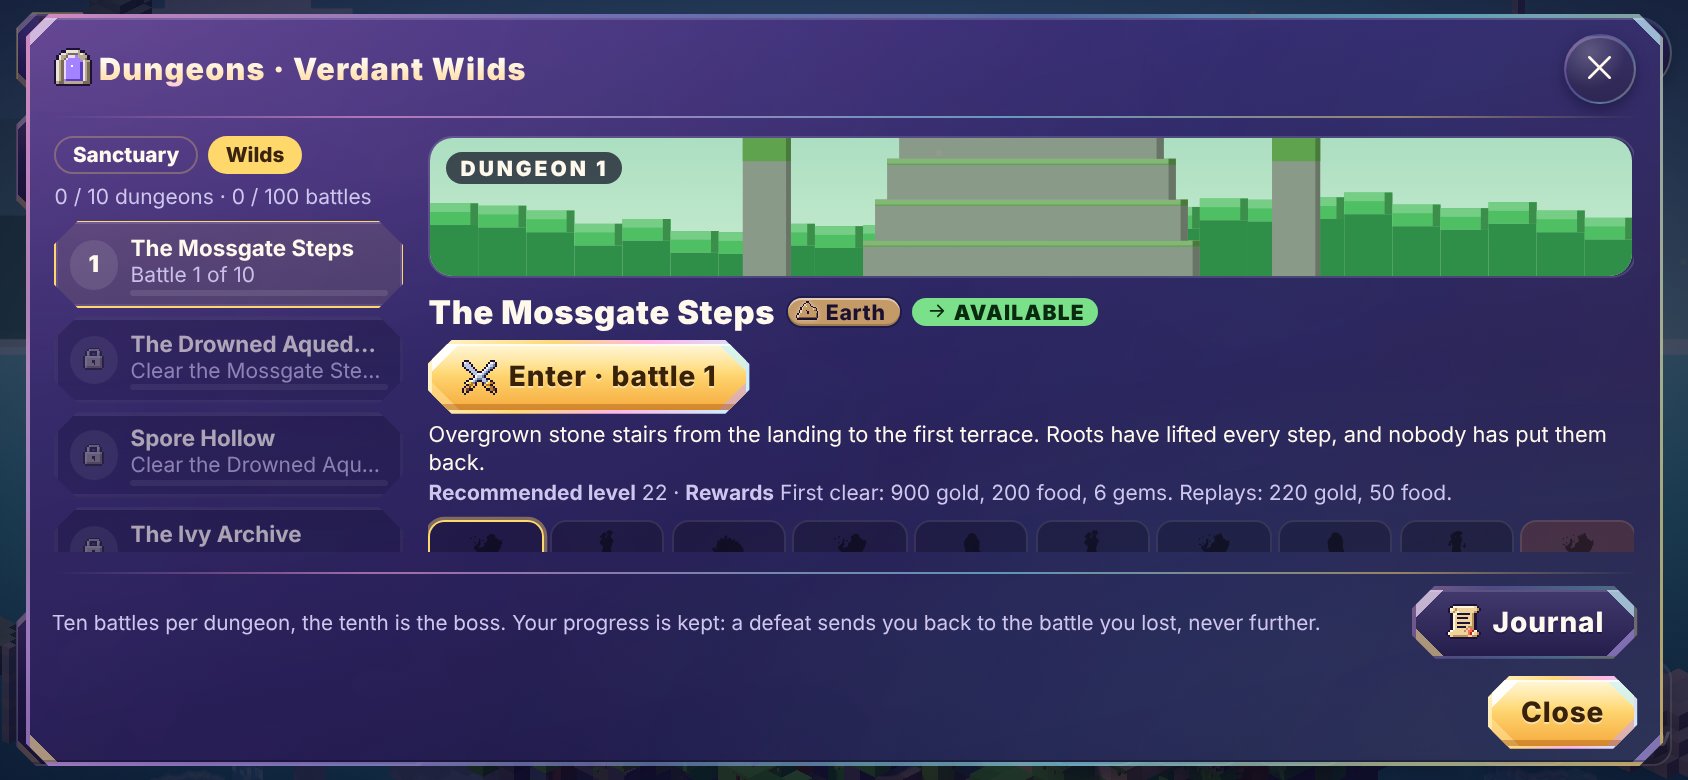 Dungeons · Verdant Wilds
Sanctuary
Wilds
0 / 10 dungeons · 0 / 100 battles
1
The Mossgate Steps
Battle 1 of 10
The Drowned Aqued...
Clear the Mossgate Ste...
Spore Hollow
Clear the Drowned Aqu...
The Ivy Archive
DUNGEON 1
The Mossgate Steps
Earth
→ AVAILABLE
Enter · battle 1
Overgrown stone stairs from the landing to the first terrace. Roots have lifted every step, and nobody has put them
back.
Recommended level 22 · Rewards First clear: 900 gold, 200 food, 6 gems. Replays: 220 gold, 50 food.
Ten battles per dungeon, the tenth is the boss. Your progress is kept: a defeat sends you back to the battle you lost, never further.
Journal
Close